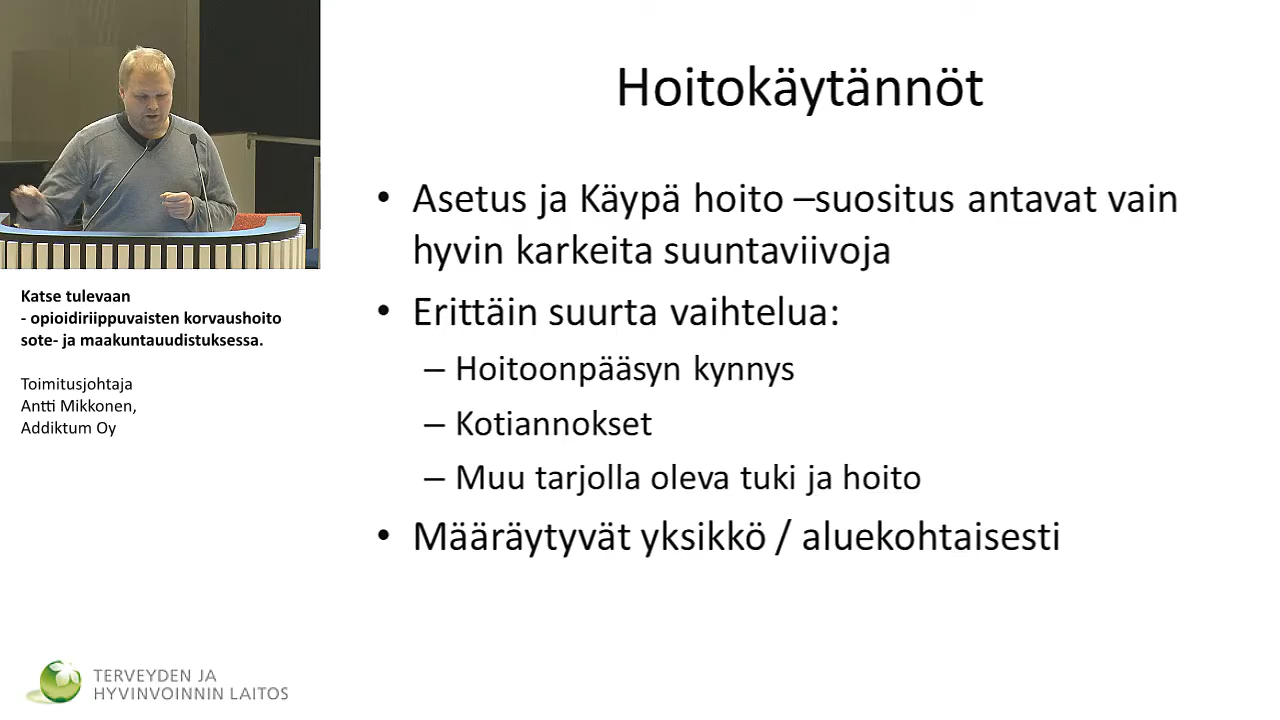 Hoitokäytännöt
• Asetus ja Käypä hoito –suositus antavat vain
hyvin karkeita suuntaviivoja
• Erittäin suurta vaihtelua:
– Hoitoonpääsyn kynnys
– Kotiannokset
– Muu tarjolla oleva tuki ja hoito
• Määräytyvät yksikkö / aluekohtaisesti
Katse tulevaan
- opioidiriippuvaisten korvaushoito
sote- ja maakuntauudistuksessa.
Toimitusjohtaja
Antti Mikkonen,
Addiktum Oy
TERVEYDEN JA
HYVINVOINNIN LAITOS